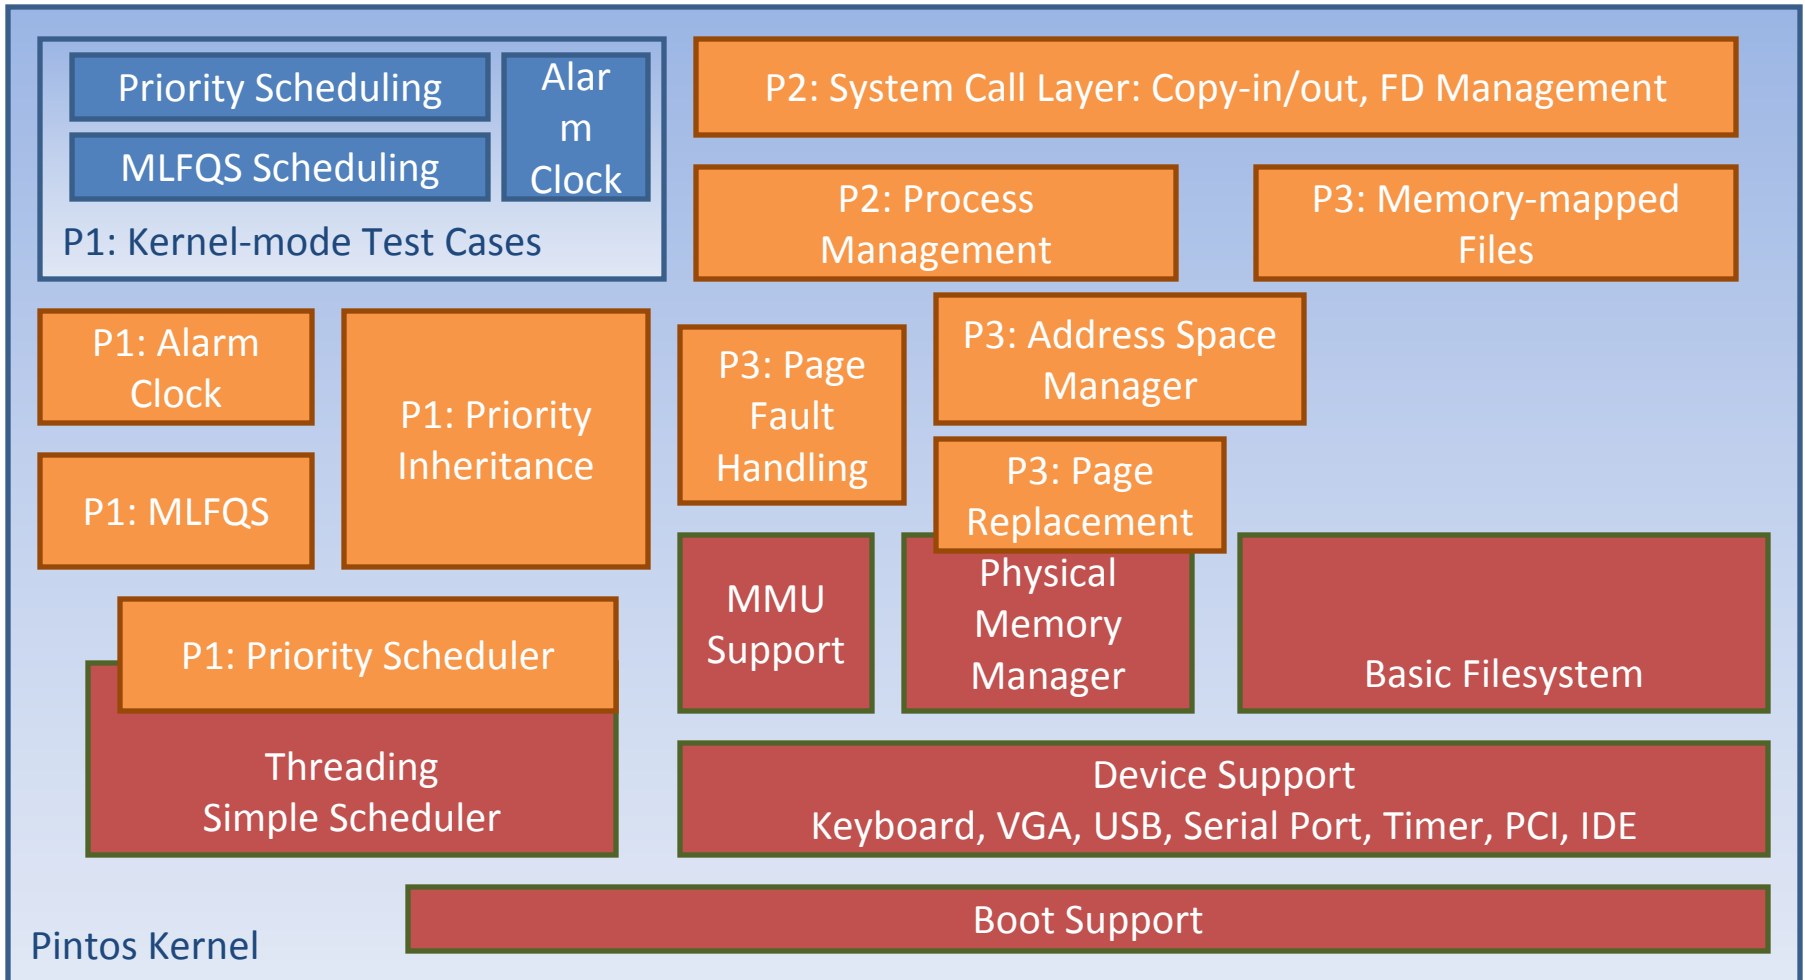 Priority Scheduling
MLFQS Scheduling
Alar
m
Clock
P1: Kernel-mode Test Cases
P2: System Call Layer: Copy-in/out, FD Management
P2: Process
Management
P3: Memory-mapped
Files
P1: Alarm
Clock
P1: Priority
Inheritance
P1: MLFQS
P3: Page
Fault
Handling
P3: Address Space
Manager
P3: Page
Replacement
MMU
Support
Physical
Memory
Manager
Basic Filesystem
P1: Priority Scheduler
Threading
Simple Scheduler
Device Support
Keyboard, VGA, USB, Serial Port, Timer, PCI, IDE
Boot Support
Pintos Kernel